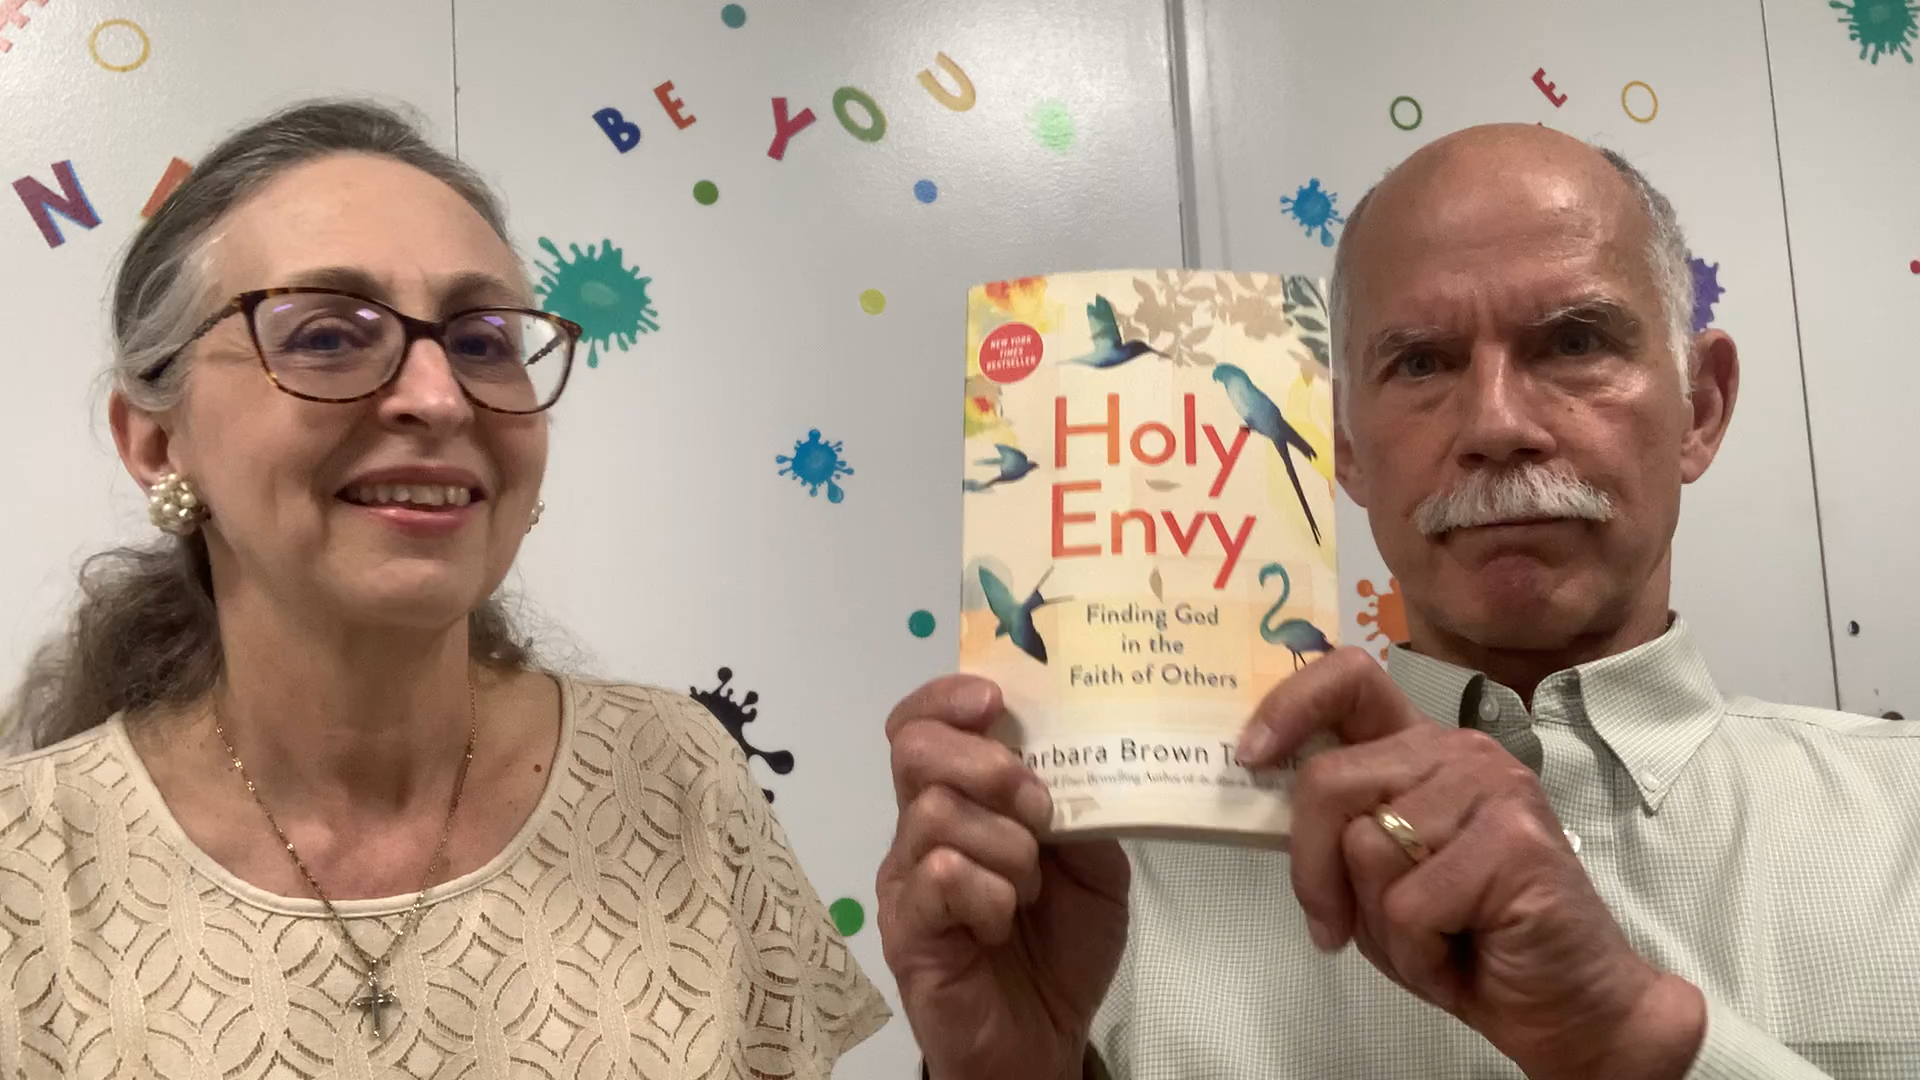 BE YOU
NEW YORK
TIMES
BESTSELLER
Holy
Envy
Finding God
in the
Faith of Others
Barbara Brown